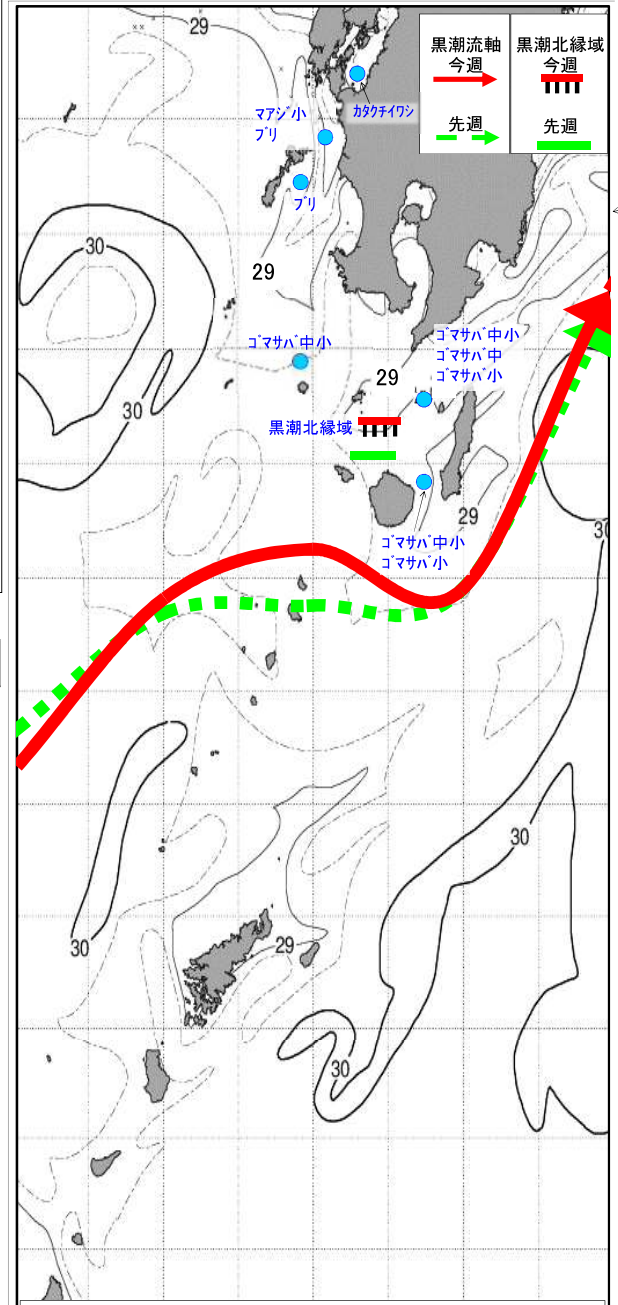 29
黒潮流軸
今週
先週
黒潮北縁域
今週
先週
カタクチイワシ
マアジ小
ブリ
ブリ
30
29
ゴマサバ中小
ゴマサバ中小
ゴマサバ中
ゴマサバ小
29
30
黒潮北縁域
29
30
ゴマサバ中小
ゴマサバ小
30
30
29
30